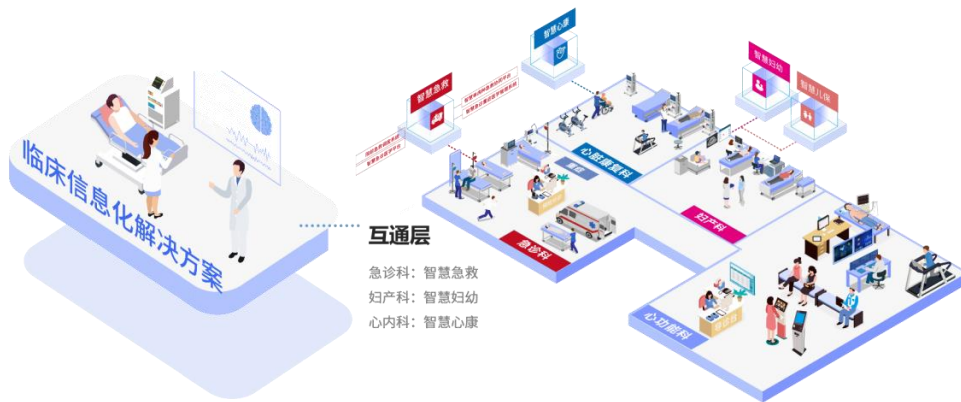 临床信息化解决方案
互通层
急诊科：智慧急救
妇产科：智慧妇幼
心内科：智慧心康
智慧急救
智慧心康
智慧妇幼
智慧儿保
心脏康复科
急诊科
妇产科
心功能科